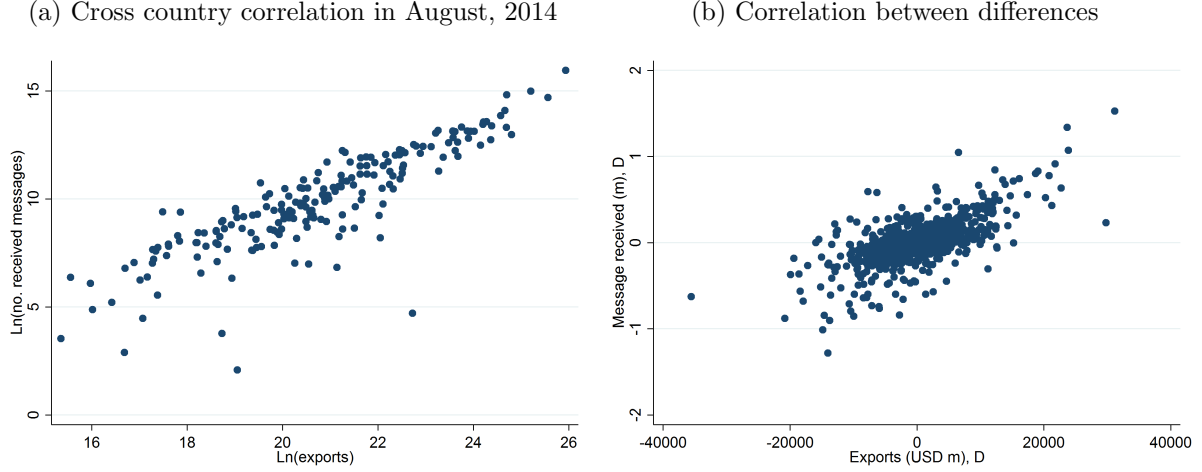 (a) Cross country correlation in August, 2014
Ln(no. received messages)
15
10
5
0
16 18 20 22 24 26
Ln(exports)
(b) Correlation between differences
Message received (m), D
2
1
0
-1
-2
-40000 -20000 0 20000 40000
Exports (USD m), D